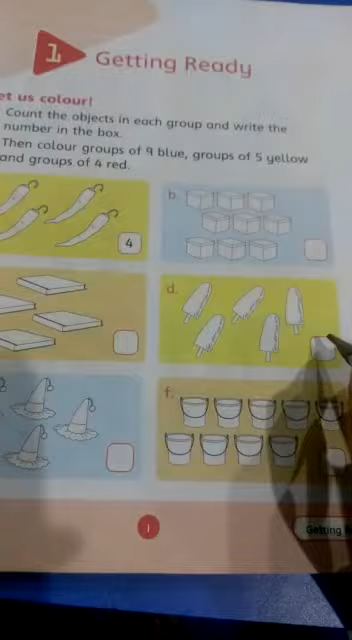 1 Getting Ready
et us colour!
Count the objects in each group and write the
number in the box.
Then colour groups of 9 blue, groups of 5 yellow
and groups of 4 red.
b.
4
d.
f.
1
Getting